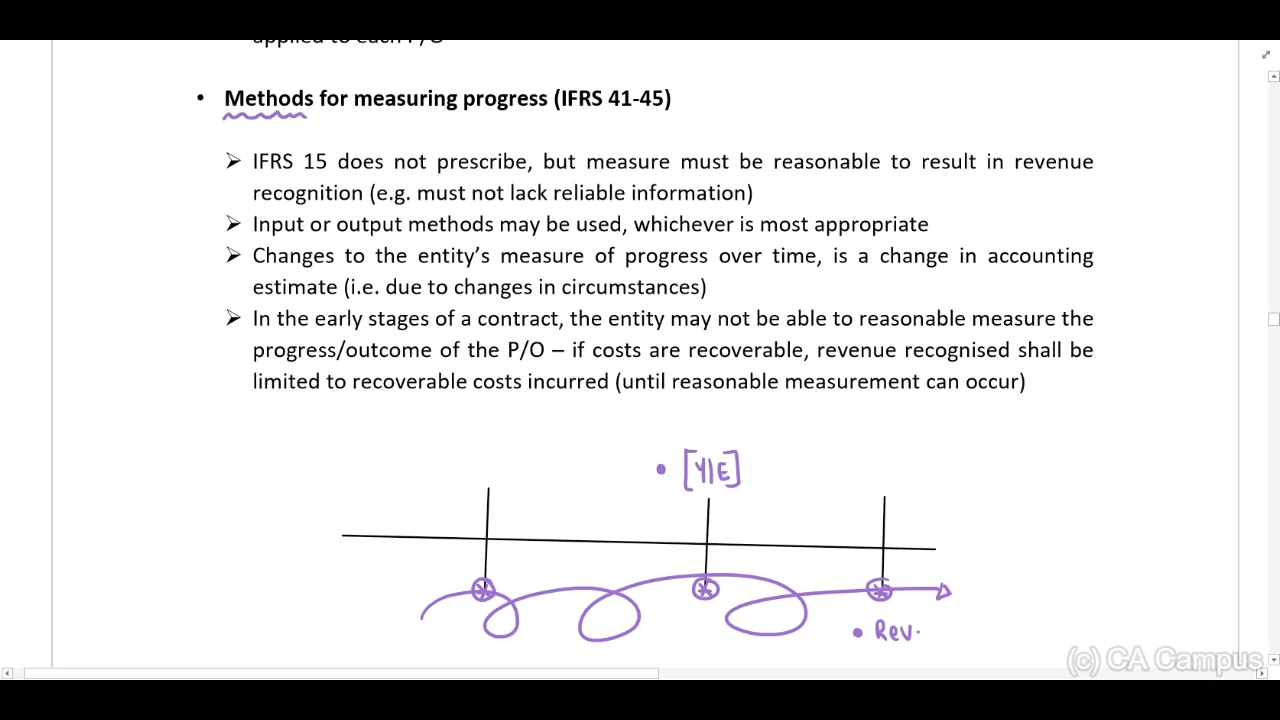 applied to each P/O
• Methods for measuring progress (IFRS 41-45)
➢ IFRS 15 does not prescribe, but measure must be reasonable to result in revenue
recognition (e.g. must not lack reliable information)
➢ Input or output methods may be used, whichever is most appropriate
➢ Changes to the entity's measure of progress over time, is a change in accounting
estimate (i.e. due to changes in circumstances)
➢ In the early stages of a contract, the entity may not be able to reasonable measure the
progress/outcome of the P/O – if costs are recoverable, revenue recognised shall be
limited to recoverable costs incurred (until reasonable measurement can occur)
• [Y|E]
• Rev.
(c) CA Campus